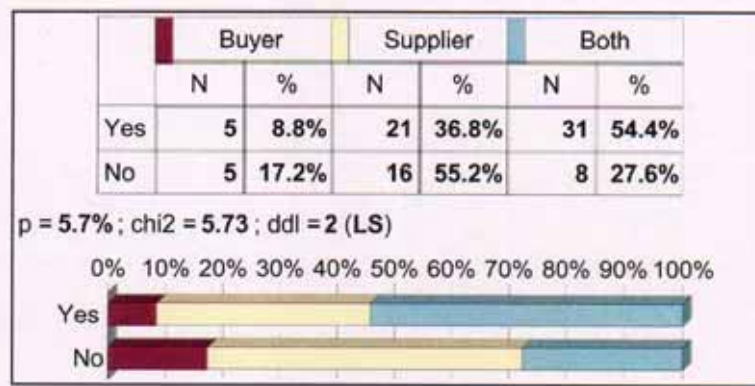 Buyer Supplier Both
N % N % N %
Yes 5 8.8% 21 36.8% 31 54.4%
No 5 17.2% 16 55.2% 8 27.6%
p = 5.7% ; chi2 = 5.73 ; ddl = 2 (LS)
0% 10% 20% 30% 40% 50% 60% 70% 80% 90% 100%
Yes
No